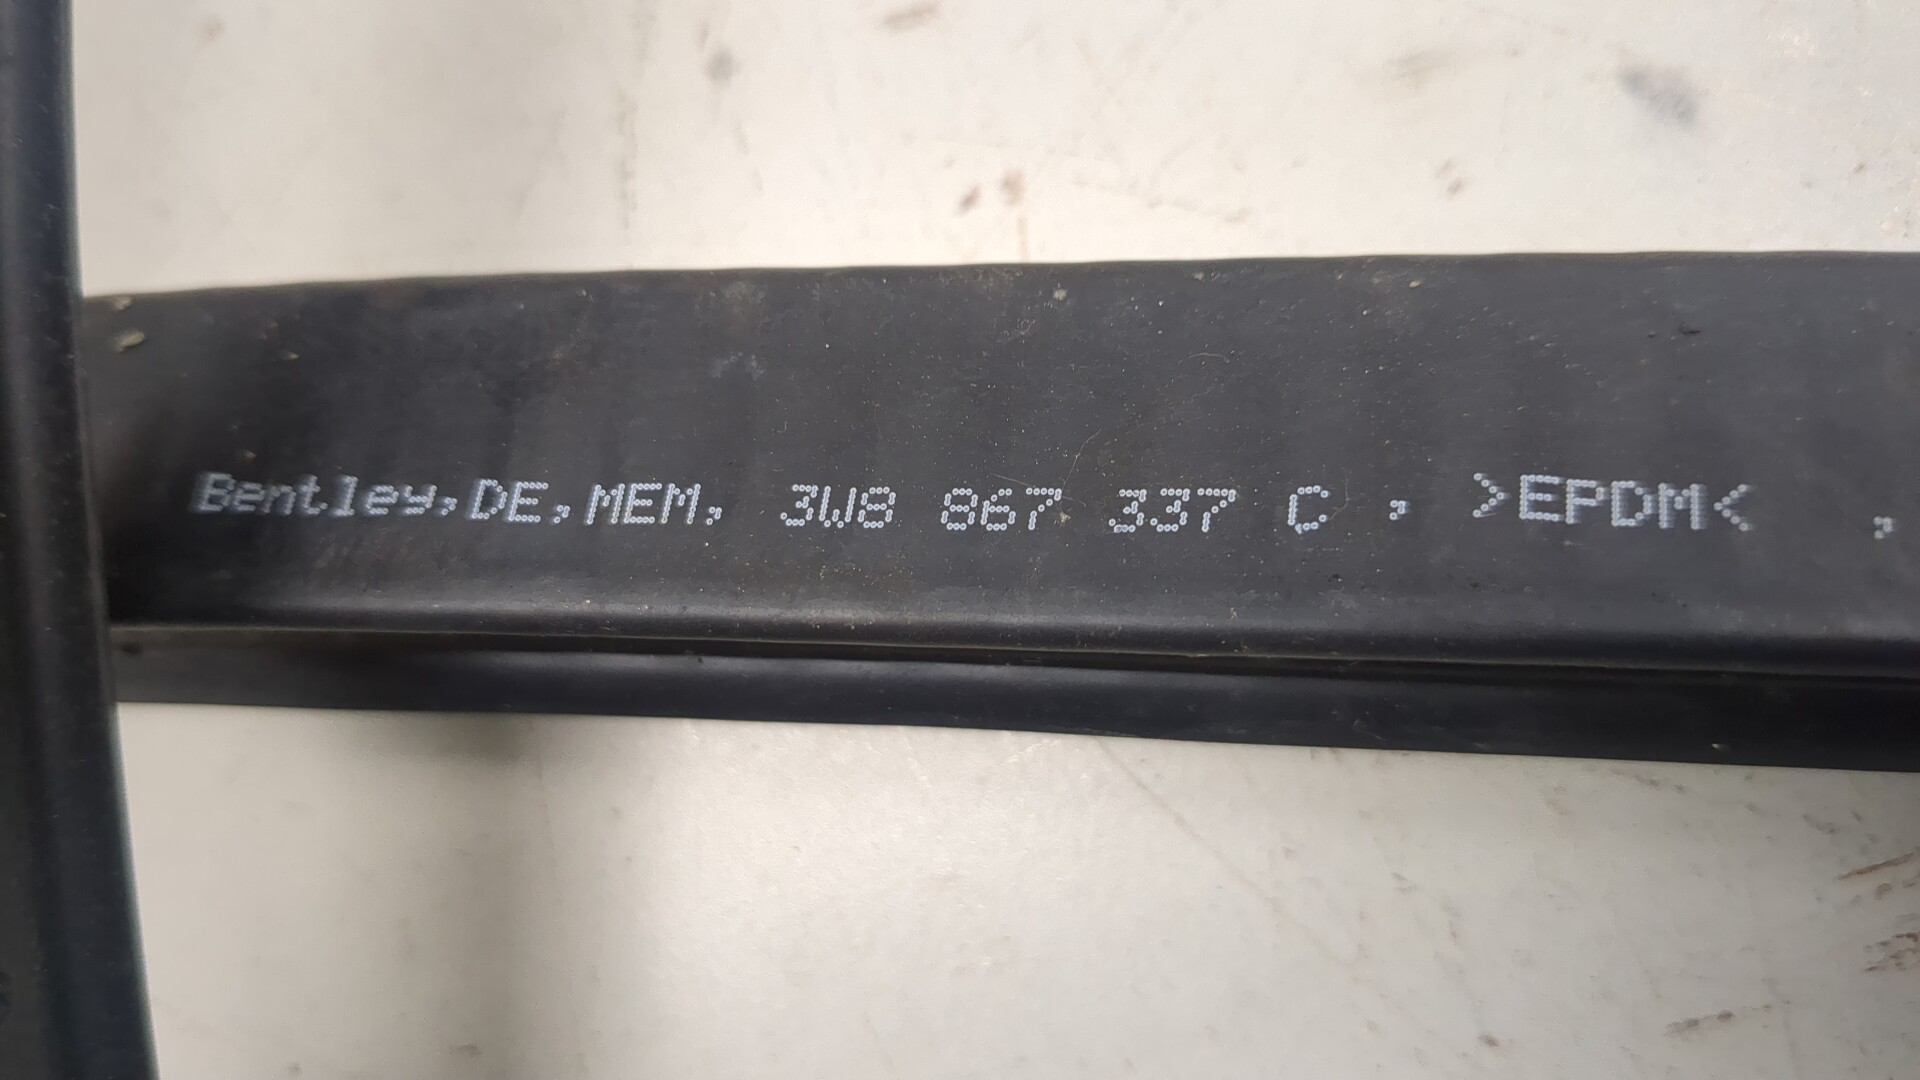 Bentley,DE,MEM, 3W8 867 337 C , >EPDM< ,